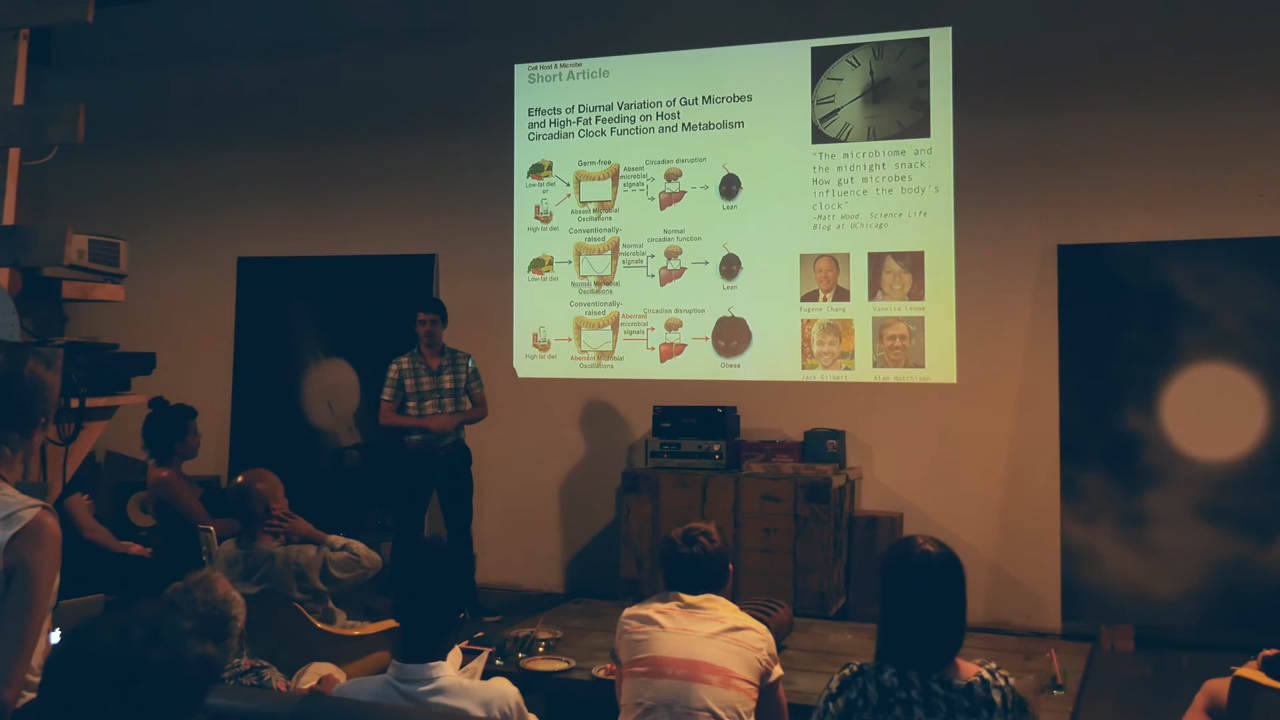 Cell Host & Microbe
Short Article
Effects of Diurnal Variation of Gut Microbes
and High-Fat Feeding on Host
Circadian Clock Function and Metabolism
Germ-free
Low-fat diet
or
High fat diet
Absent Microbial
Oscillations
Absent
microbial
signals
Circadian disruption
Lean
Conventionally-
raised
Low-fat diet
Normal Microbial
Oscillations
Normal
microbial
signals
Normal
circadian function
Lean
Conventionally-
raised
High fat diet
Aberrant Microbial
Oscillations
Aberrant
microbial
signals
Circadian disruption
Obese
"The microbiome and
the midnight snack:
How gut microbes
influence the body's
clock"
-Matt Wood, Science Life
Blog at UChicago
Eugene Chang
Vanessa Leone
Jack Gilbert
Alan Hutchison